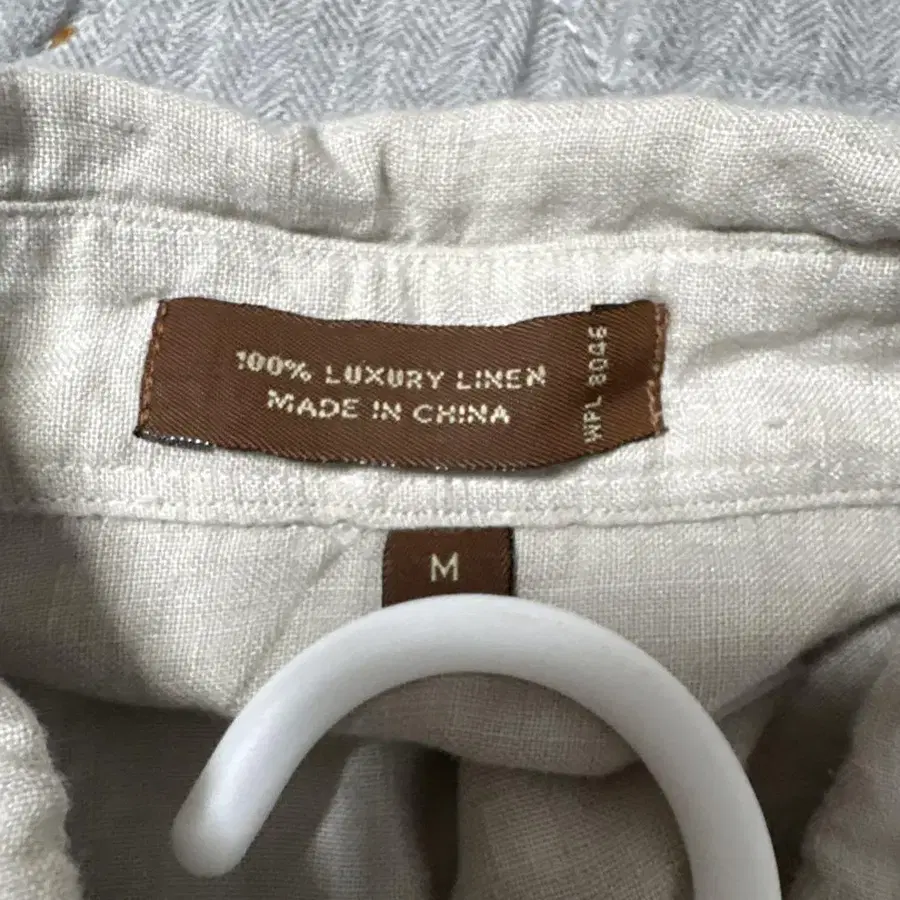 100% LUXURY LINEN
MADE IN CHINA
WPL 8046
M